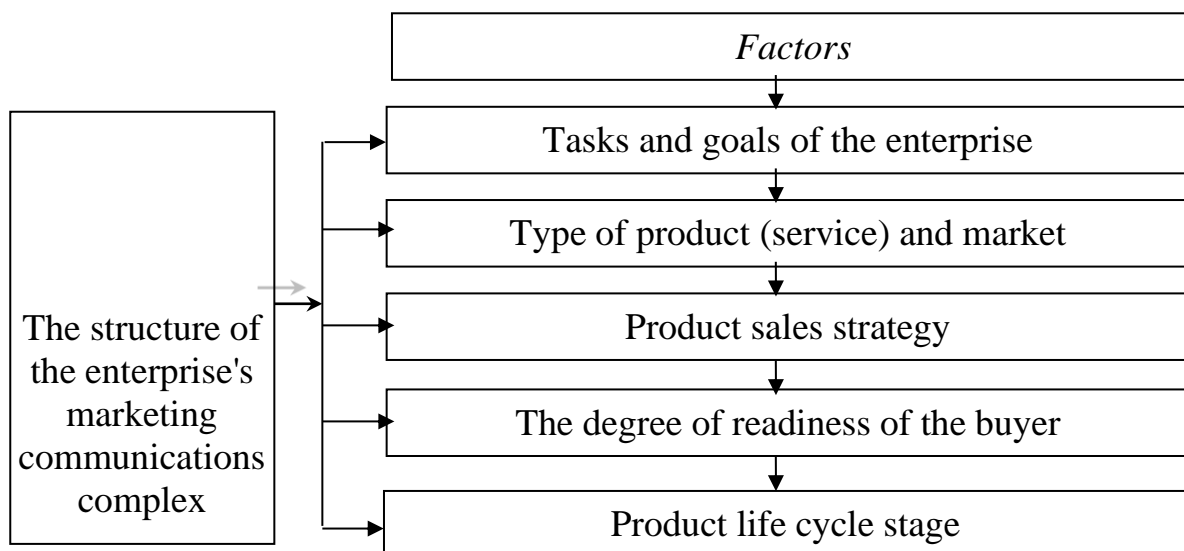 Factors
Tasks and goals of the enterprise
Type of product (service) and market
Product sales strategy
The degree of readiness of the buyer
Product life cycle stage
The structure of
the enterprise's
marketing
communications
complex